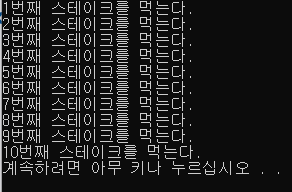 1번째 스테이크를 먹는다.
2번째 스테이크를 먹는다.
3번째 스테이크를 먹는다.
4번째 스테이크를 먹는다.
5번째 스테이크를 먹는다.
6번째 스테이크를 먹는다.
7번째 스테이크를 먹는다.
8번째 스테이크를 먹는다.
9번째 스테이크를 먹는다.
10번째 스테이크를 먹는다.
계속하려면 아무 키나 누르십시오 . .